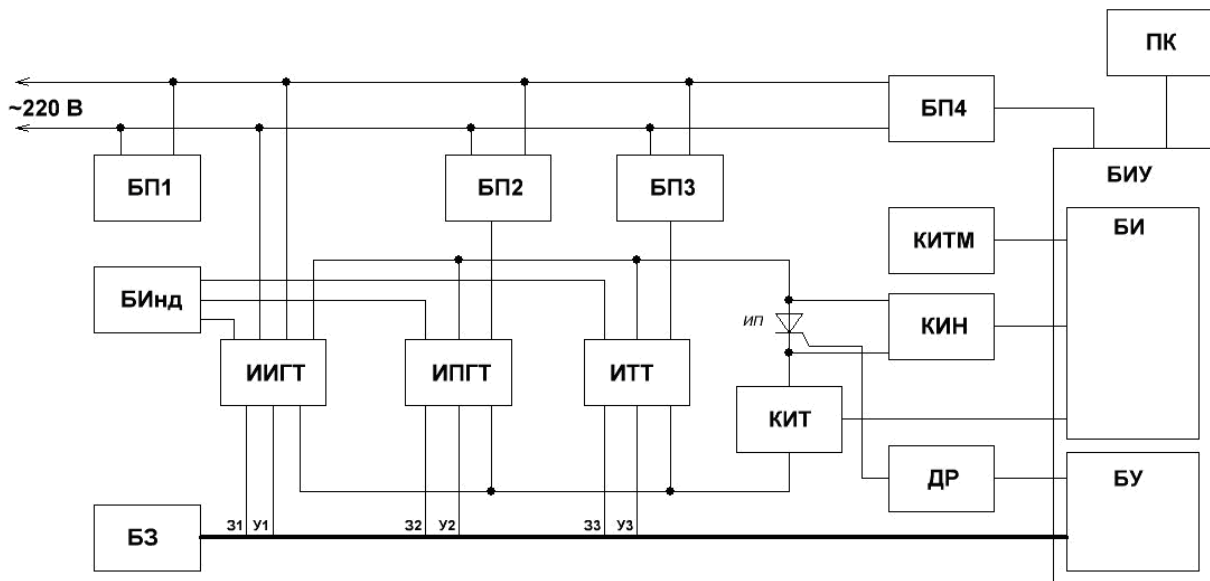 ПК
~220 В
БП4
БП1
БП2
БП3
БИУ
БИ
КИТМ
БИнд
ИП
КИН
ИИГТ
ИПГТ
ИТТ
КИТ
ДР
БУ
БЗ
З1 У1
З2 У2
З3 У3